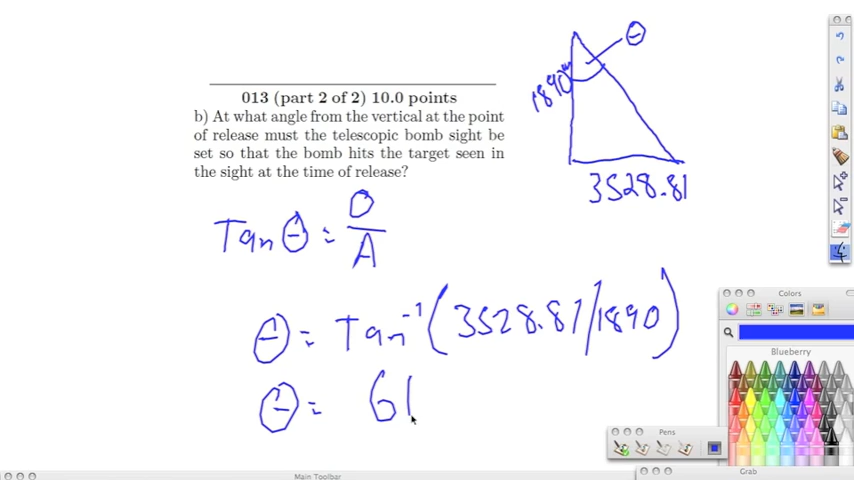 Θ
1890m
3528.81
013 (part 2 of 2) 10.0 points
b) At what angle from the vertical at the point
of release must the telescopic bomb sight be
set so that the bomb hits the target seen in
the sight at the time of release?
Tan Θ = O/A
Θ = Tan⁻¹(3528.81/1890)
Θ = 61
Colors
Blueberry
Pens
Main Toolbar
Grab